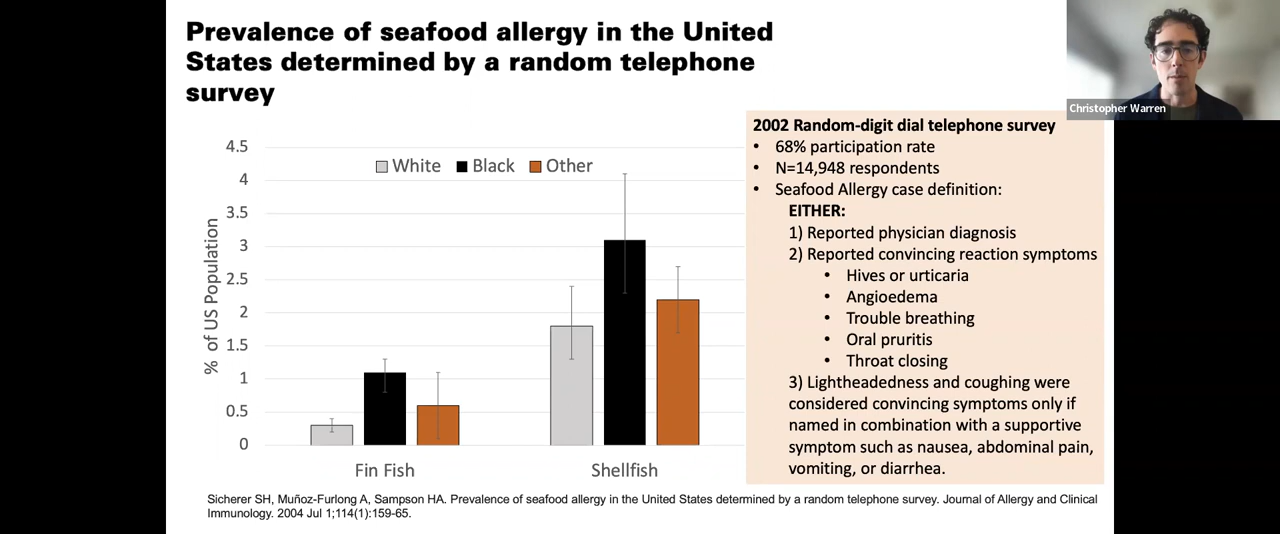 Prevalence of seafood allergy in the United
States determined by a random telephone
survey
Christopher Warren
4.5
4
3.5
3
2.5
2
1.5
1
0.5
0
% of US Population
White Black Other
Fin Fish Shellfish
2002 Random-digit dial telephone survey
• 68% participation rate
• N=14,948 respondents
• Seafood Allergy case definition:
EITHER:
1) Reported physician diagnosis
2) Reported convincing reaction symptoms
• Hives or urticaria
• Angioedema
• Trouble breathing
• Oral pruritis
• Throat closing
3) Lightheadedness and coughing were
considered convincing symptoms only if
named in combination with a supportive
symptom such as nausea, abdominal pain,
vomiting, or diarrhea.
Sicherer SH, Muñoz-Furlong A, Sampson HA. Prevalence of seafood allergy in the United States determined by a random telephone survey. Journal of Allergy and Clinical
Immunology. 2004 Jul 1;114(1):159-65.